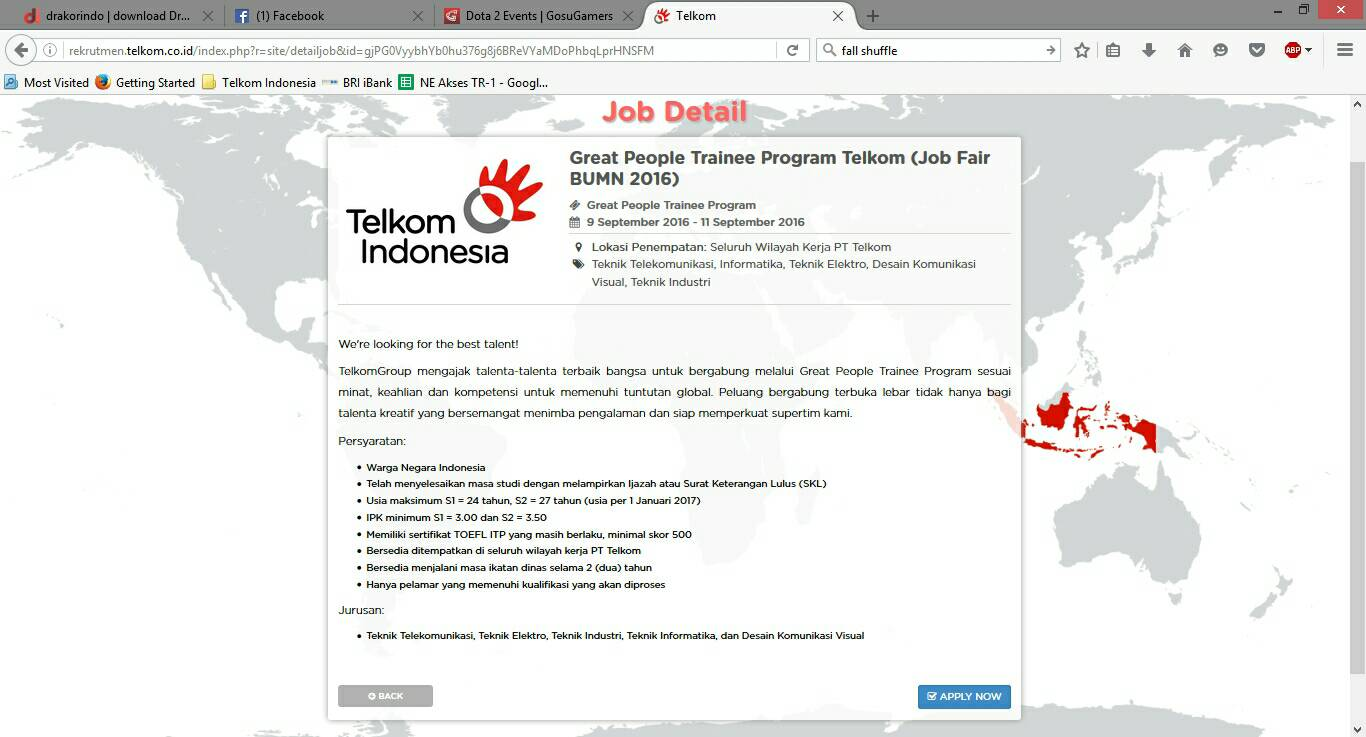 drakorindo | download Dr...
(1) Facebook
Dota 2 Events | GosuGamers
Telkom
rekrutmen.telkom.co.id/index.php?r=site/detailjob&id=gjPG0VyybhYb0hu376g8j6BReVYaMDoPhbqLprHNSFM
fall shuffle
ABP
Most Visited
Getting Started
Telkom Indonesia
BRI iBank
NE Akses TR-1 - Googl...
Job Detail
Telkom
Indonesia
Great People Trainee Program Telkom (Job Fair
BUMN 2016)
Great People Trainee Program
9 September 2016 - 11 September 2016
Lokasi Penempatan: Seluruh Wilayah Kerja PT Telkom
Teknik Telekomunikasi, Informatika, Teknik Elektro, Desain Komunikasi
Visual, Teknik Industri
We're looking for the best talent!
TelkomGroup mengajak talenta-talenta terbaik bangsa untuk bergabung melalui Great People Trainee Program sesuai
minat, keahlian dan kompetensi untuk memenuhi tuntutan global. Peluang bergabung terbuka lebar tidak hanya bagi
talenta kreatif yang bersemangat menimba pengalaman dan siap memperkuat supertim kami.
Persyaratan:
• Warga Negara Indonesia
• Telah menyelesaikan masa studi dengan melampirkan Ijazah atau Surat Keterangan Lulus (SKL)
• Usia maksimum S1 = 24 tahun, S2 = 27 tahun (usia per 1 Januari 2017)
• IPK minimum S1 = 3.00 dan S2 = 3.50
• Memiliki sertifikat TOEFL ITP yang masih berlaku, minimal skor 500
• Bersedia ditempatkan di seluruh wilayah kerja PT Telkom
• Bersedia menjalani masa ikatan dinas selama 2 (dua) tahun
• Hanya pelamar yang memenuhi kualifikasi yang akan diproses
Jurusan:
• Teknik Telekomunikasi, Teknik Elektro, Teknik Industri, Teknik Informatika, dan Desain Komunikasi Visual
BACK
APPLY NOW